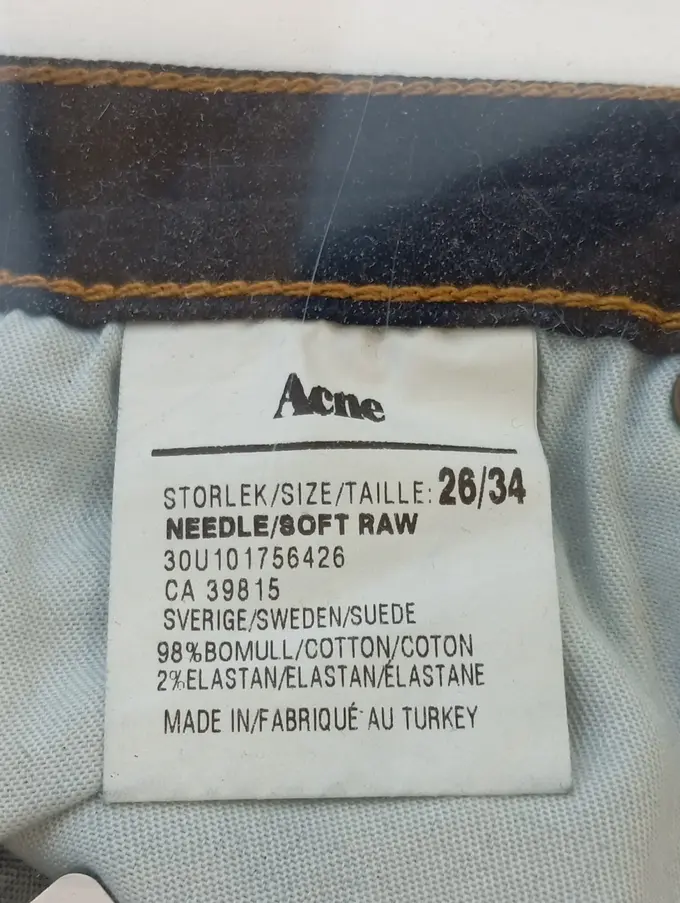 Acne
STORLEK/SIZE/TAILLE: 26/34
NEEDLE/SOFT RAW
30U101756426
CA 39815
SVERIGE/SWEDEN/SUEDE
98%BOMULL/COTTON/COTON
2%ELASTAN/ELASTAN/ÉLASTANE
MADE IN/FABRIQUÉ AU TURKEY